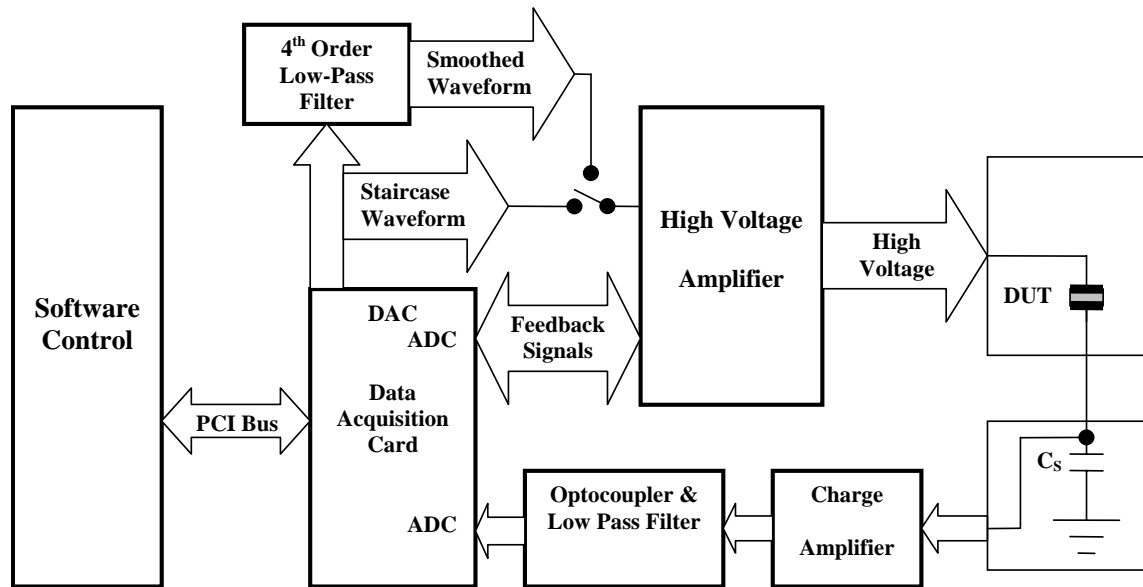 4th Order
Low-Pass
Filter
Smoothed
Waveform
Staircase
Waveform
High Voltage
Amplifier
High
Voltage
DUT
Software
Control
DAC
ADC
Feedback
Signals
Data
Acquisition
Card
PCI Bus
ADC
Optocoupler &
Low Pass Filter
Charge
Amplifier
CS